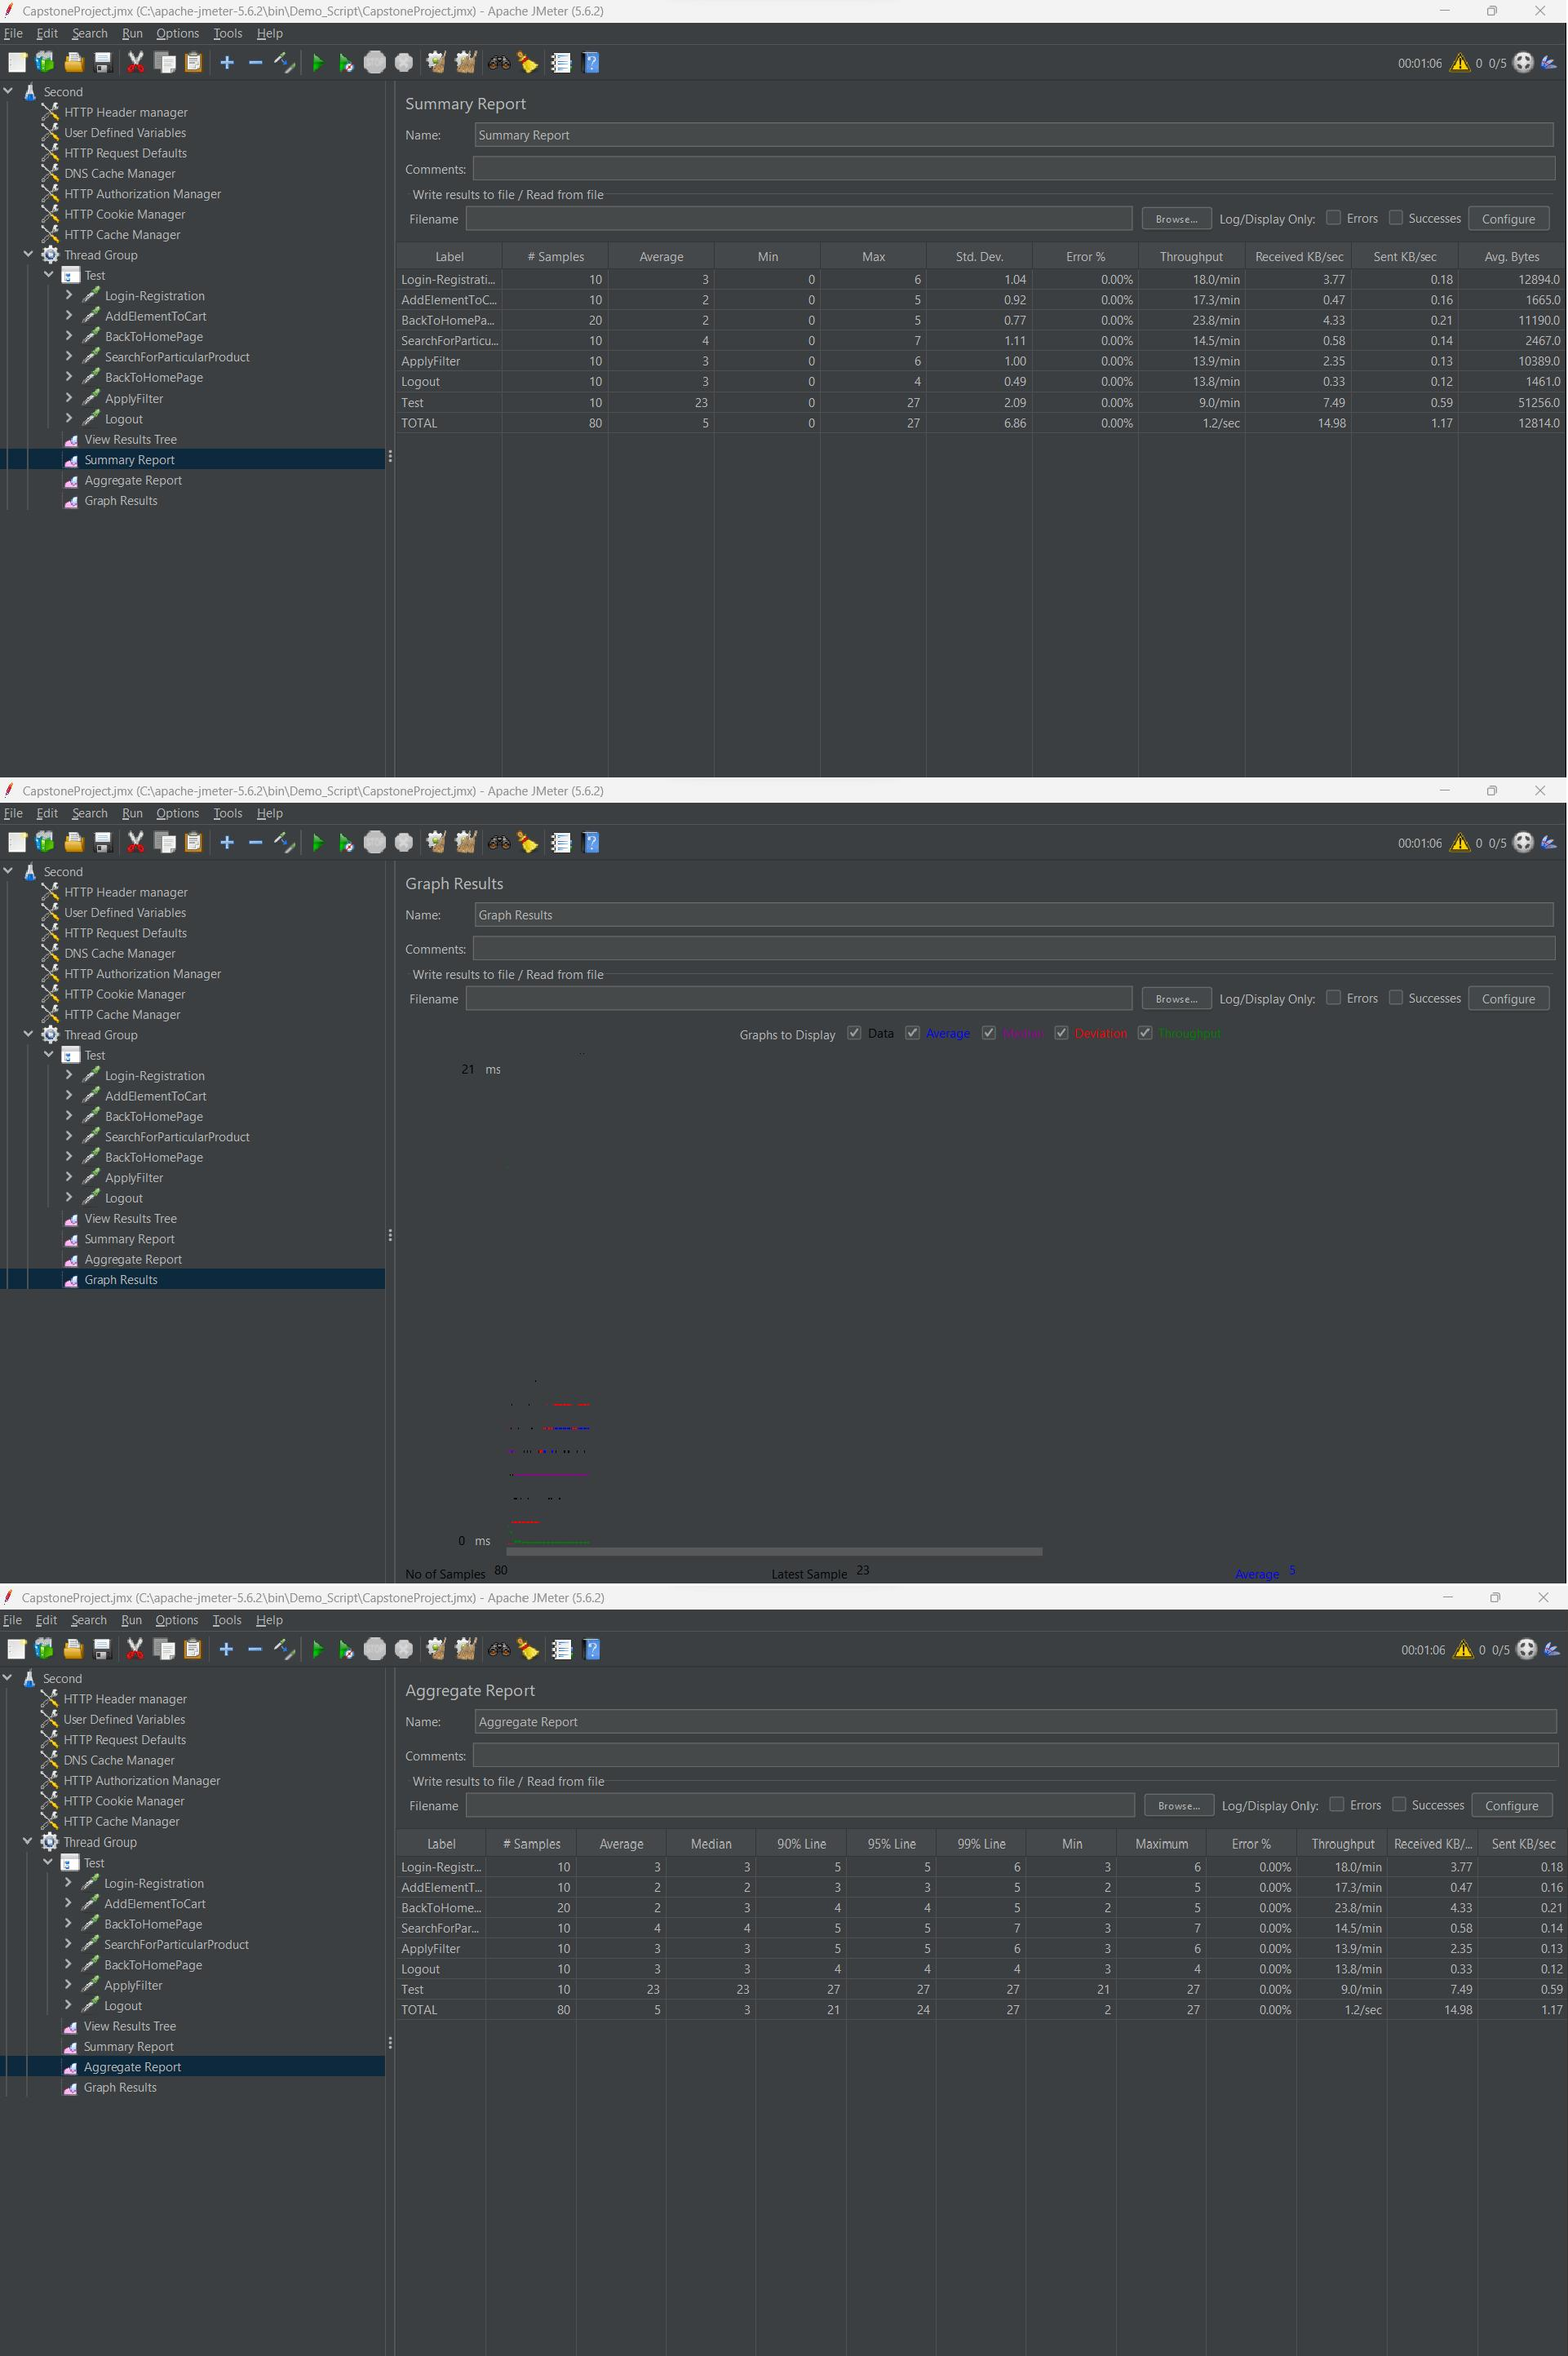 CapstoneProject.jmx (C:\apache-jmeter-5.6.2\bin\Demo_Script\CapstoneProject.jmx) - Apache JMeter (5.6.2)
File Edit Search Run Options Tools Help
00:01:06 0 0/5
Second
HTTP Header manager
User Defined Variables
HTTP Request Defaults
DNS Cache Manager
HTTP Authorization Manager
HTTP Cookie Manager
HTTP Cache Manager
Thread Group
Test
Login-Registration
AddElementToCart
BackToHomePage
SearchForParticularProduct
BackToHomePage
ApplyFilter
Logout
View Results Tree
Summary Report
Aggregate Report
Graph Results
Summary Report
Name: Summary Report
Comments:
Write results to file / Read from file
Filename Browse... Log/Display Only: Errors Successes Configure
Label # Samples Average Min Max Std. Dev. Error % Throughput Received KB/sec Sent KB/sec Avg. Bytes
Login-Registrati... 10 3 0 6 1.04 0.00% 18.0/min 3.77 0.18 12894.0
AddElementToC... 10 2 0 5 0.92 0.00% 17.3/min 0.47 0.16 1665.0
BackToHomePa... 20 2 0 5 0.77 0.00% 23.8/min 4.33 0.21 11190.0
SearchForParticu... 10 4 0 7 1.11 0.00% 14.5/min 0.58 0.14 2467.0
ApplyFilter 10 3 0 6 1.00 0.00% 13.9/min 2.35 0.13 10389.0
Logout 10 3 0 4 0.49 0.00% 13.8/min 0.33 0.12 1461.0
Test 10 23 0 27 2.09 0.00% 9.0/min 7.49 0.59 51256.0
TOTAL 80 5 0 27 6.86 0.00% 1.2/sec 14.98 1.17 12814.0
CapstoneProject.jmx (C:\apache-jmeter-5.6.2\bin\Demo_Script\CapstoneProject.jmx) - Apache JMeter (5.6.2)
File Edit Search Run Options Tools Help
00:01:06 0 0/5
Second
HTTP Header manager
User Defined Variables
HTTP Request Defaults
DNS Cache Manager
HTTP Authorization Manager
HTTP Cookie Manager
HTTP Cache Manager
Thread Group
Test
Login-Registration
AddElementToCart
BackToHomePage
SearchForParticularProduct
BackToHomePage
ApplyFilter
Logout
View Results Tree
Summary Report
Aggregate Report
Graph Results
Graph Results
Name: Graph Results
Comments:
Write results to file / Read from file
Filename Browse... Log/Display Only: Errors Successes Configure
Graphs to Display Data Average Deviation Throughput
21 ms
0 ms
No of Samples 80 Latest Sample 23 Average 5
CapstoneProject.jmx (C:\apache-jmeter-5.6.2\bin\Demo_Script\CapstoneProject.jmx) - Apache JMeter (5.6.2)
File Edit Search Run Options Tools Help
00:01:06 0 0/5
Second
HTTP Header manager
User Defined Variables
HTTP Request Defaults
DNS Cache Manager
HTTP Authorization Manager
HTTP Cookie Manager
HTTP Cache Manager
Thread Group
Test
Login-Registration
AddElementToCart
BackToHomePage
SearchForParticularProduct
BackToHomePage
ApplyFilter
Logout
View Results Tree
Summary Report
Aggregate Report
Graph Results
Aggregate Report
Name: Aggregate Report
Comments:
Write results to file / Read from file
Filename Browse... Log/Display Only: Errors Successes Configure
Label # Samples Average Median 90% Line 95% Line 99% Line Min Maximum Error % Throughput Received KB/... Sent KB/sec
Login-Registr... 10 3 3 5 5 6 3 6 0.00% 18.0/min 3.77 0.18
AddElementT... 10 2 2 3 3 5 2 5 0.00% 17.3/min 0.47 0.16
BackToHome... 20 2 3 4 4 5 2 5 0.00% 23.8/min 4.33 0.21
SearchForPar... 10 4 4 5 5 7 3 7 0.00% 14.5/min 0.58 0.14
ApplyFilter 10 3 3 5 5 6 3 6 0.00% 13.9/min 2.35 0.13
Logout 10 3 3 4 4 4 3 4 0.00% 13.8/min 0.33 0.12
Test 10 23 23 27 27 27 21 27 0.00% 9.0/min 7.49 0.59
TOTAL 80 5 3 21 24 27 2 27 0.00% 1.2/sec 14.98 1.17